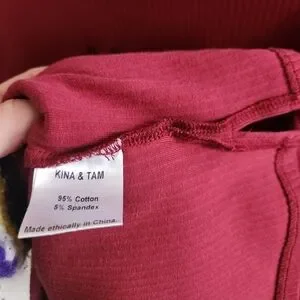 KINA & TAM
95% Cotton
5% Spandex
Made ethically in China.